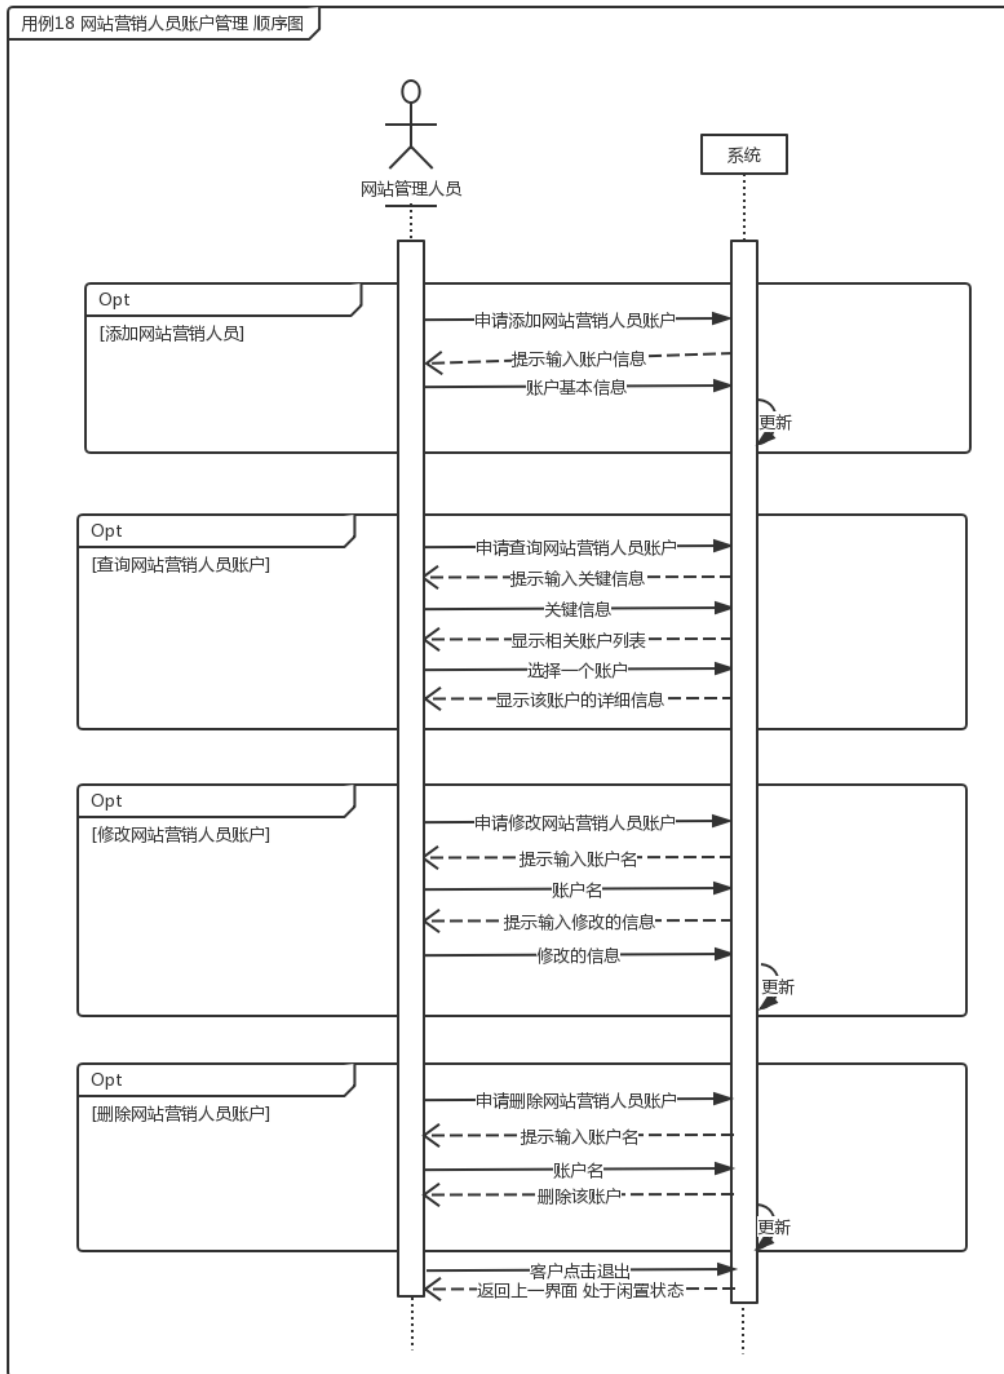 用例18 网站营销人员账户管理 顺序图
网站管理人员
系统
Opt
[添加网站营销人员]
申请添加网站营销人员账户
提示输入账户信息
账户基本信息
更新
Opt
[查询网站营销人员账户]
申请查询网站营销人员账户
提示输入关键信息
关键信息
显示相关账户列表
选择一个账户
显示该账户的详细信息
Opt
[修改网站营销人员账户]
申请修改网站营销人员账户
提示输入账户名
账户名
提示输入修改的信息
修改的信息
更新
Opt
[删除网站营销人员账户]
申请删除网站营销人员账户
提示输入账户名
账户名
删除该账户
更新
客户点击退出
返回上一界面 处于闲置状态